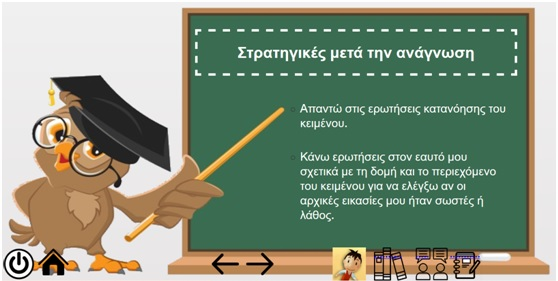 Στρατηγικές μετά την ανάγνωση
Απαντώ στις ερωτήσεις κατανόησης του
κειμένου.
Κάνω ερωτήσεις στον εαυτό μου
σχετικά με τη δομή και το περιεχόμενο
του κειμένου για να ελέγξω αν οι
αρχικές εικασίες μου ήταν σωστές ή
λάθος.